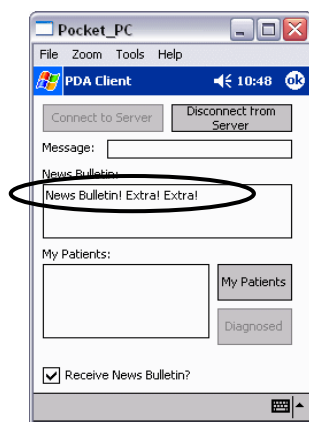 Pocket_PC
File Zoom Tools Help
PDA Client 10:48 ok
Connect to Server
Disconnect from
Server
Message:
News Bulletin:
News Bulletin! Extra! Extra!
My Patients:
My Patients
Diagnosed
Receive News Bulletin?